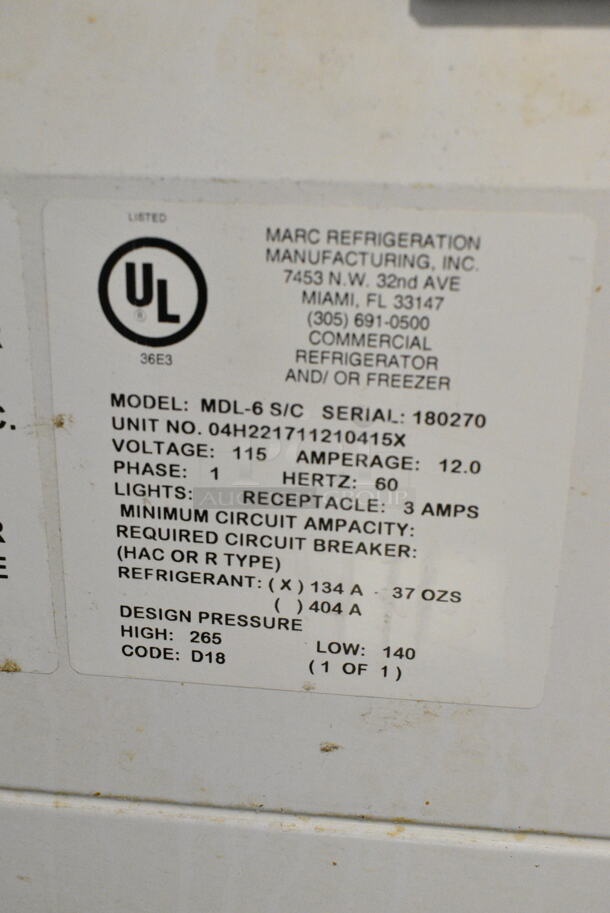 LISTED
UL
®
36E3
MARC REFRIGERATION
MANUFACTURING, INC.
7453 N.W. 32nd AVE
MIAMI, FL 33147
(305) 691-0500
COMMERCIAL
REFRIGERATOR
AND/ OR FREEZER
MODEL: MDL-6 S/C SERIAL: 180270
UNIT NO. 04H221711210415X
VOLTAGE: 115 AMPERAGE: 12.0
PHASE: 1 HERTZ: 60
LIGHTS: RECEPTACLE: 3 AMPS
MINIMUM CIRCUIT AMPACITY:
REQUIRED CIRCUIT BREAKER:
(HAC OR R TYPE)
REFRIGERANT: ( X ) 134 A - 37 OZS
( ) 404 A
DESIGN PRESSURE
HIGH: 265 LOW: 140
CODE: D18 (1 OF 1)